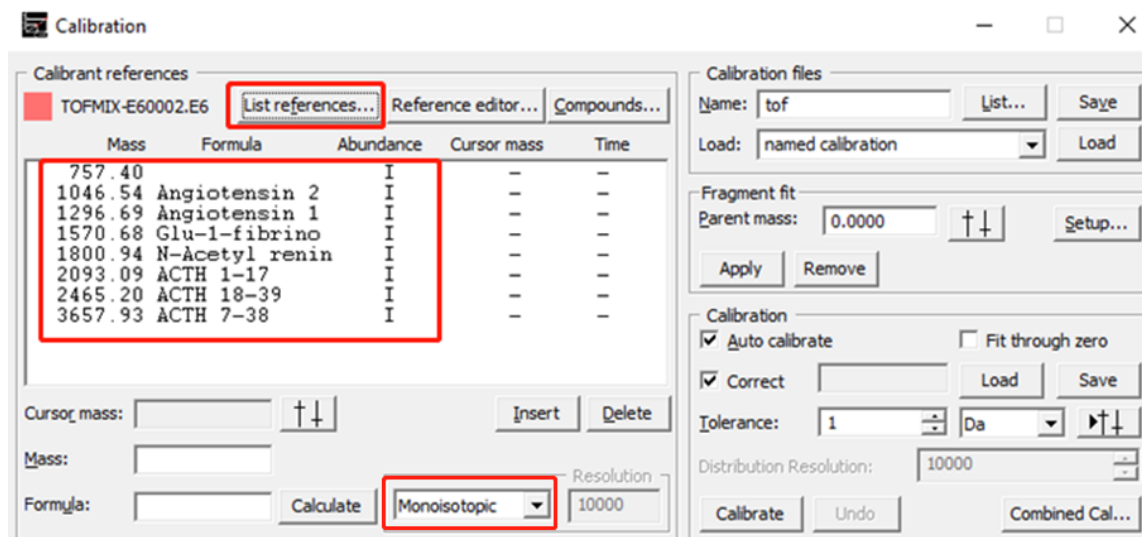 Calibration
Calibrant references
TOFMIX-E60002.E6 List references... Reference editor... Compounds...
Mass Formula Abundance Cursor mass Time
757.40 I – –
1046.54 Angiotensin 2 I – –
1296.69 Angiotensin 1 I – –
1570.68 Glu-1-fibrino I – –
1800.94 N-Acetyl renin I – –
2093.09 ACTH 1-17 I – –
2465.20 ACTH 18-39 I – –
3657.93 ACTH 7-38 I – –
Cursor mass: Insert Delete
Mass:
Resolution
Formula: Calculate Monoisotopic 10000
Calibration files
Name: tof List... Save
Load: named calibration Load
Fragment fit
Parent mass: 0.0000 Setup...
Apply Remove
Calibration
Auto calibrate Fit through zero
Correct Load Save
Tolerance: 1 Da
Distribution Resolution: 10000
Calibrate Undo Combined Cal...